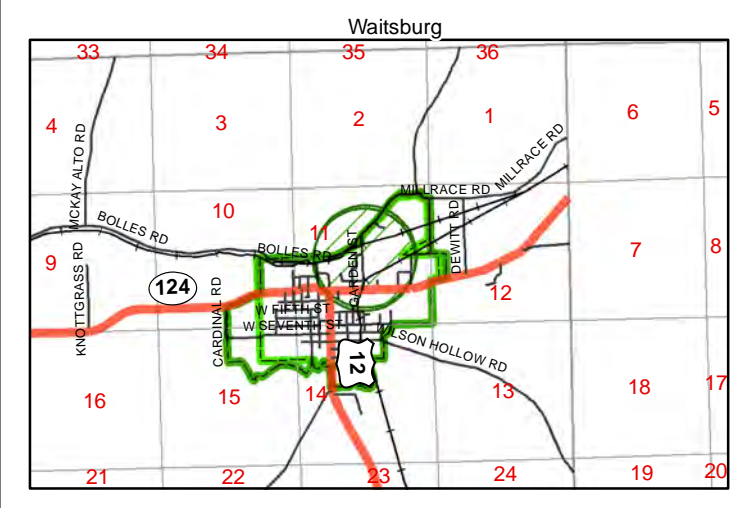 Waitsburg
33 34 35 36
4 3 2 1 6 5
MCKAY ALTO RD
MILLRACE RD
MILLRACE RD
10 11
BOLLES RD
BOLLES RD
GARDEN ST
DEWITT RD
9 7 8
KNOTTSGRASS RD
124
12
CARDINAL RD
W FIFTH ST
W SEVENTH ST
WILSON HOLLOW RD
12
16 15 14 13 18 17
21 22 23 24 19 20